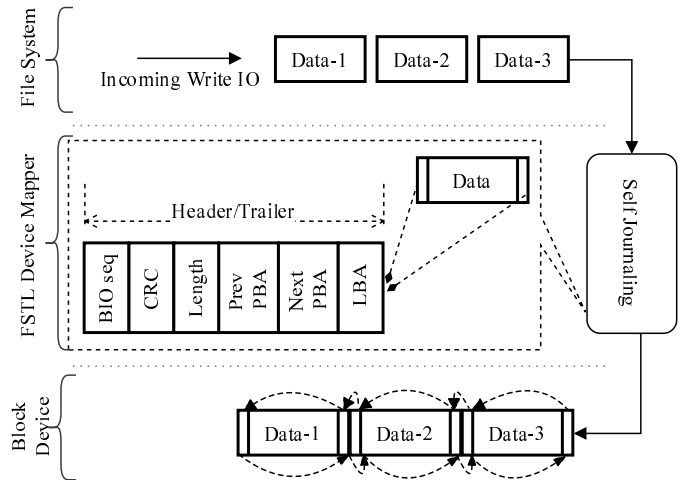 File System
Incoming Write IO
Data-1
Data-2
Data-3
FSTL Device Mapper
Header/Trailer
Data
BIO seq
CRC
Length
Prev
PBA
Next
PBA
LBA
Self Journaling
Block
Device
Data-1
Data-2
Data-3